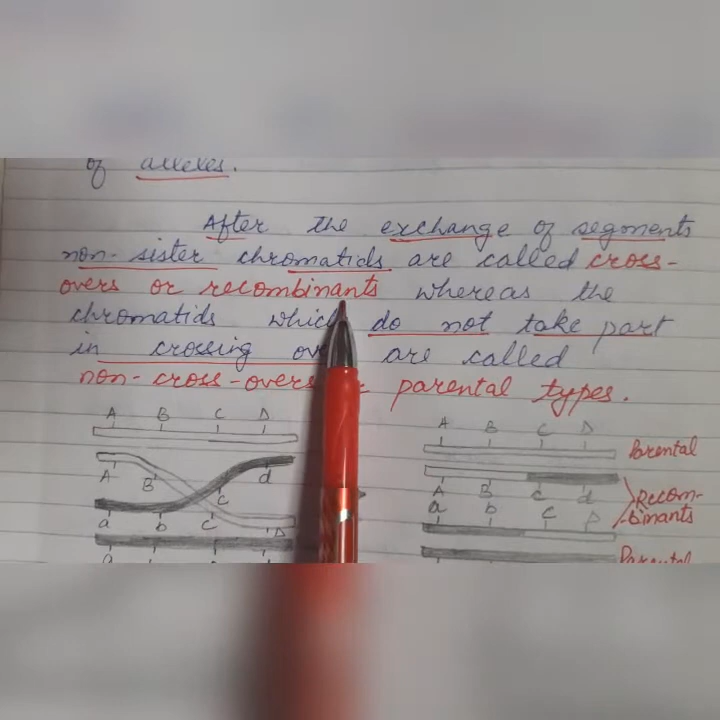 of alleles.
After the exchange of segments
non-sister chromatids are called cross-
overs or recombinants whereas the
chromatids which do not take part
in crossing over are called
non-cross-overs parental types.
A B C D
A B C D
Parental
A B c d
a b C D
A B c d
a b C D
Recom-
binants
a
Parental